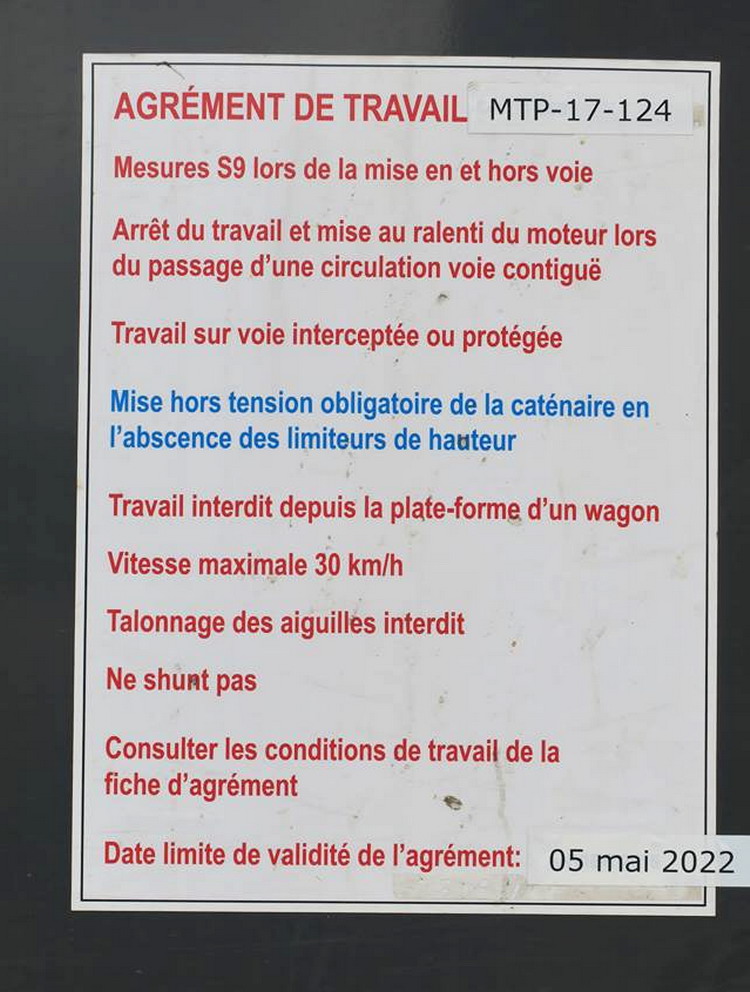 AGRÉMENT DE TRAVAIL MTP-17-124
Mesures S9 lors de la mise en et hors voie
Arrêt du travail et mise au ralenti du moteur lors
du passage d'une circulation voie contiguë
Travail sur voie interceptée ou protégée
Mise hors tension obligatoire de la caténaire en
l'abscence des limiteurs de hauteur
Travail interdit depuis la plate-forme d'un wagon
Vitesse maximale 30 km/h
Talonnage des aiguilles interdit
Ne shunt pas
Consulter les conditions de travail de la
fiche d'agrément
Date limite de validité de l'agrément: 05 mai 2022